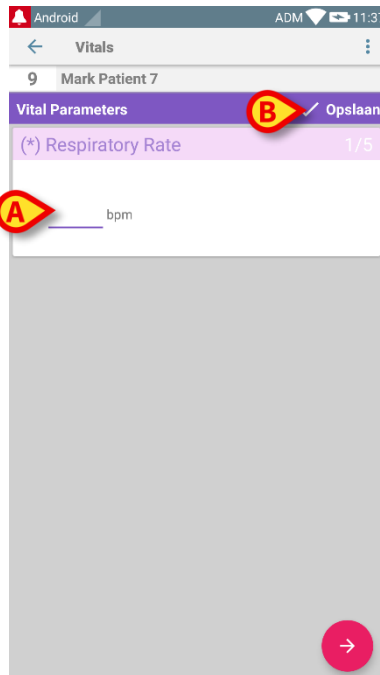 Android ADM 11:37
Vitals
9 Mark Patient 7
Vital Parameters B Opslaan
(*) Respiratory Rate 1/5
A bpm